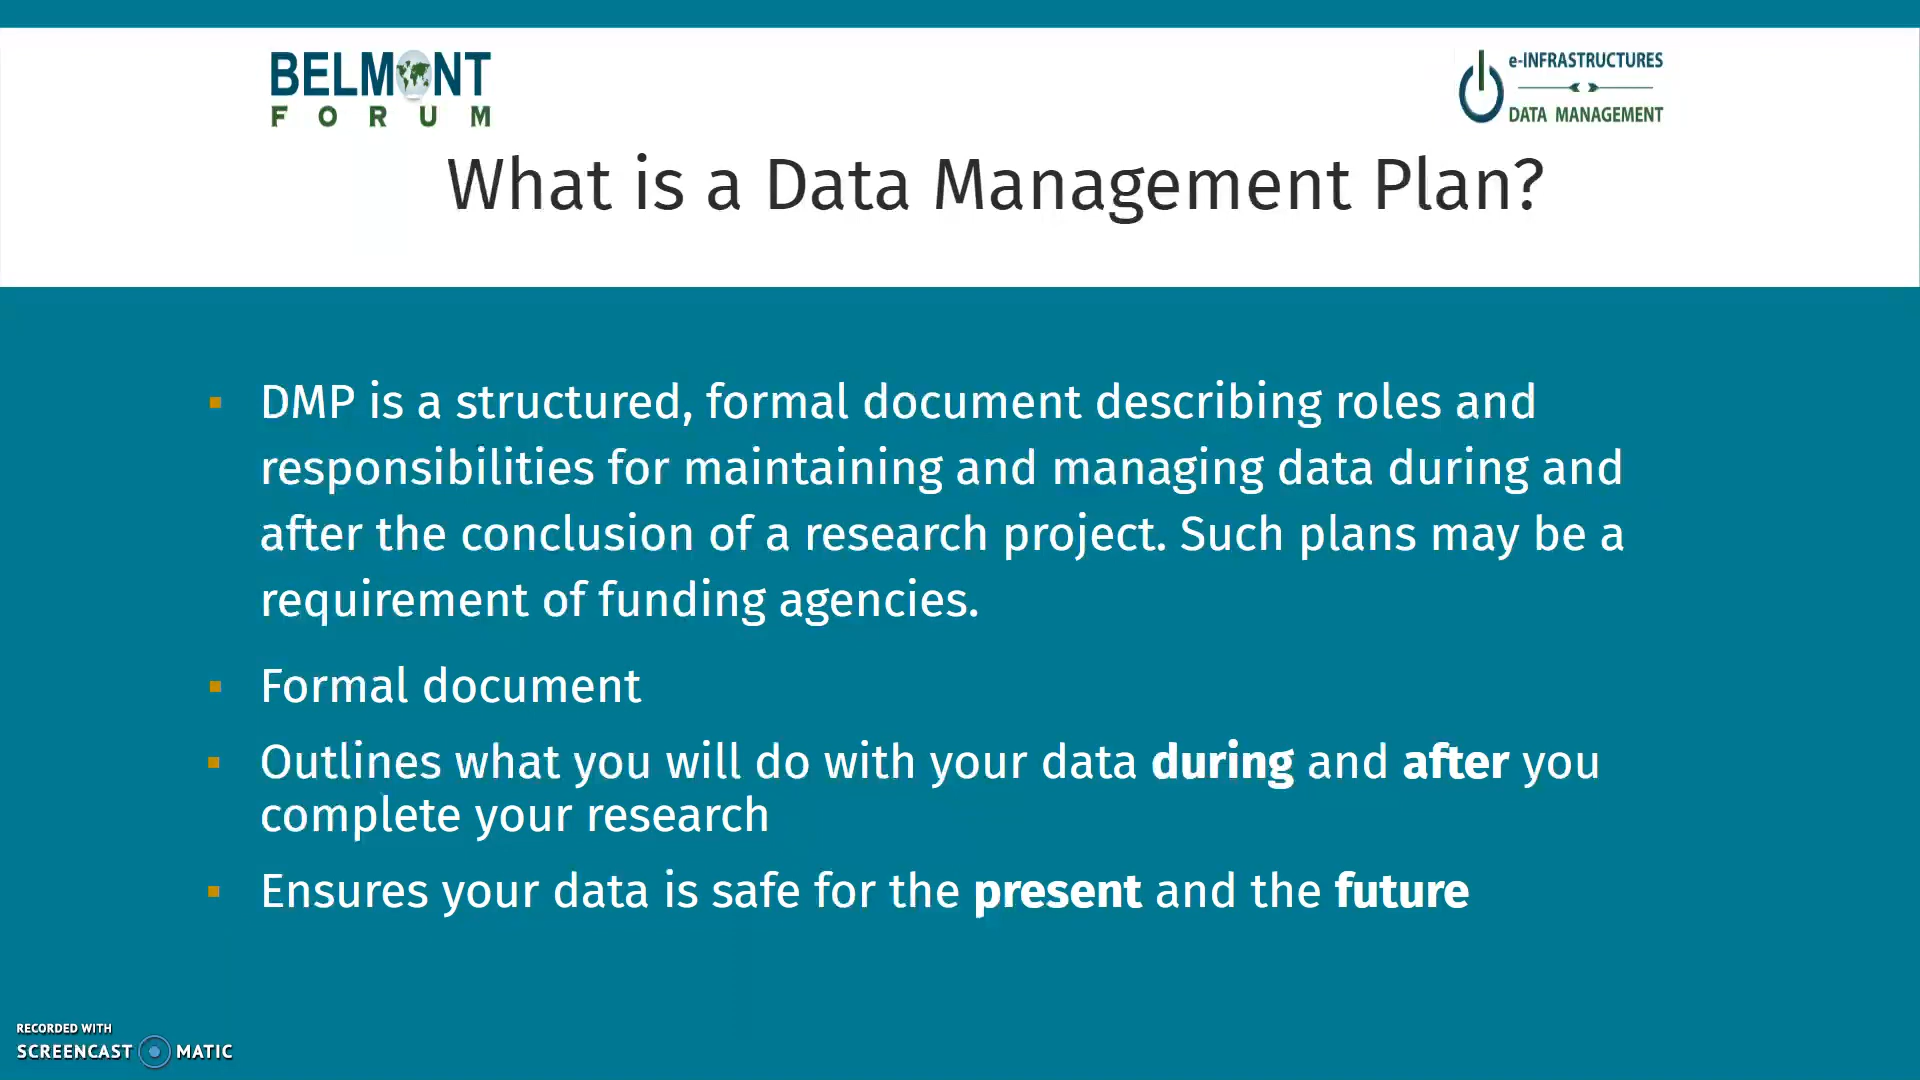 BELMONT
FORUM
e-INFRASTRUCTURES
DATA MANAGEMENT
What is a Data Management Plan?
▪ DMP is a structured, formal document describing roles and
responsibilities for maintaining and managing data during and
after the conclusion of a research project. Such plans may be a
requirement of funding agencies.
▪ Formal document
▪ Outlines what you will do with your data during and after you
complete your research
▪ Ensures your data is safe for the present and the future
RECORDED WITH
SCREENCAST MATIC